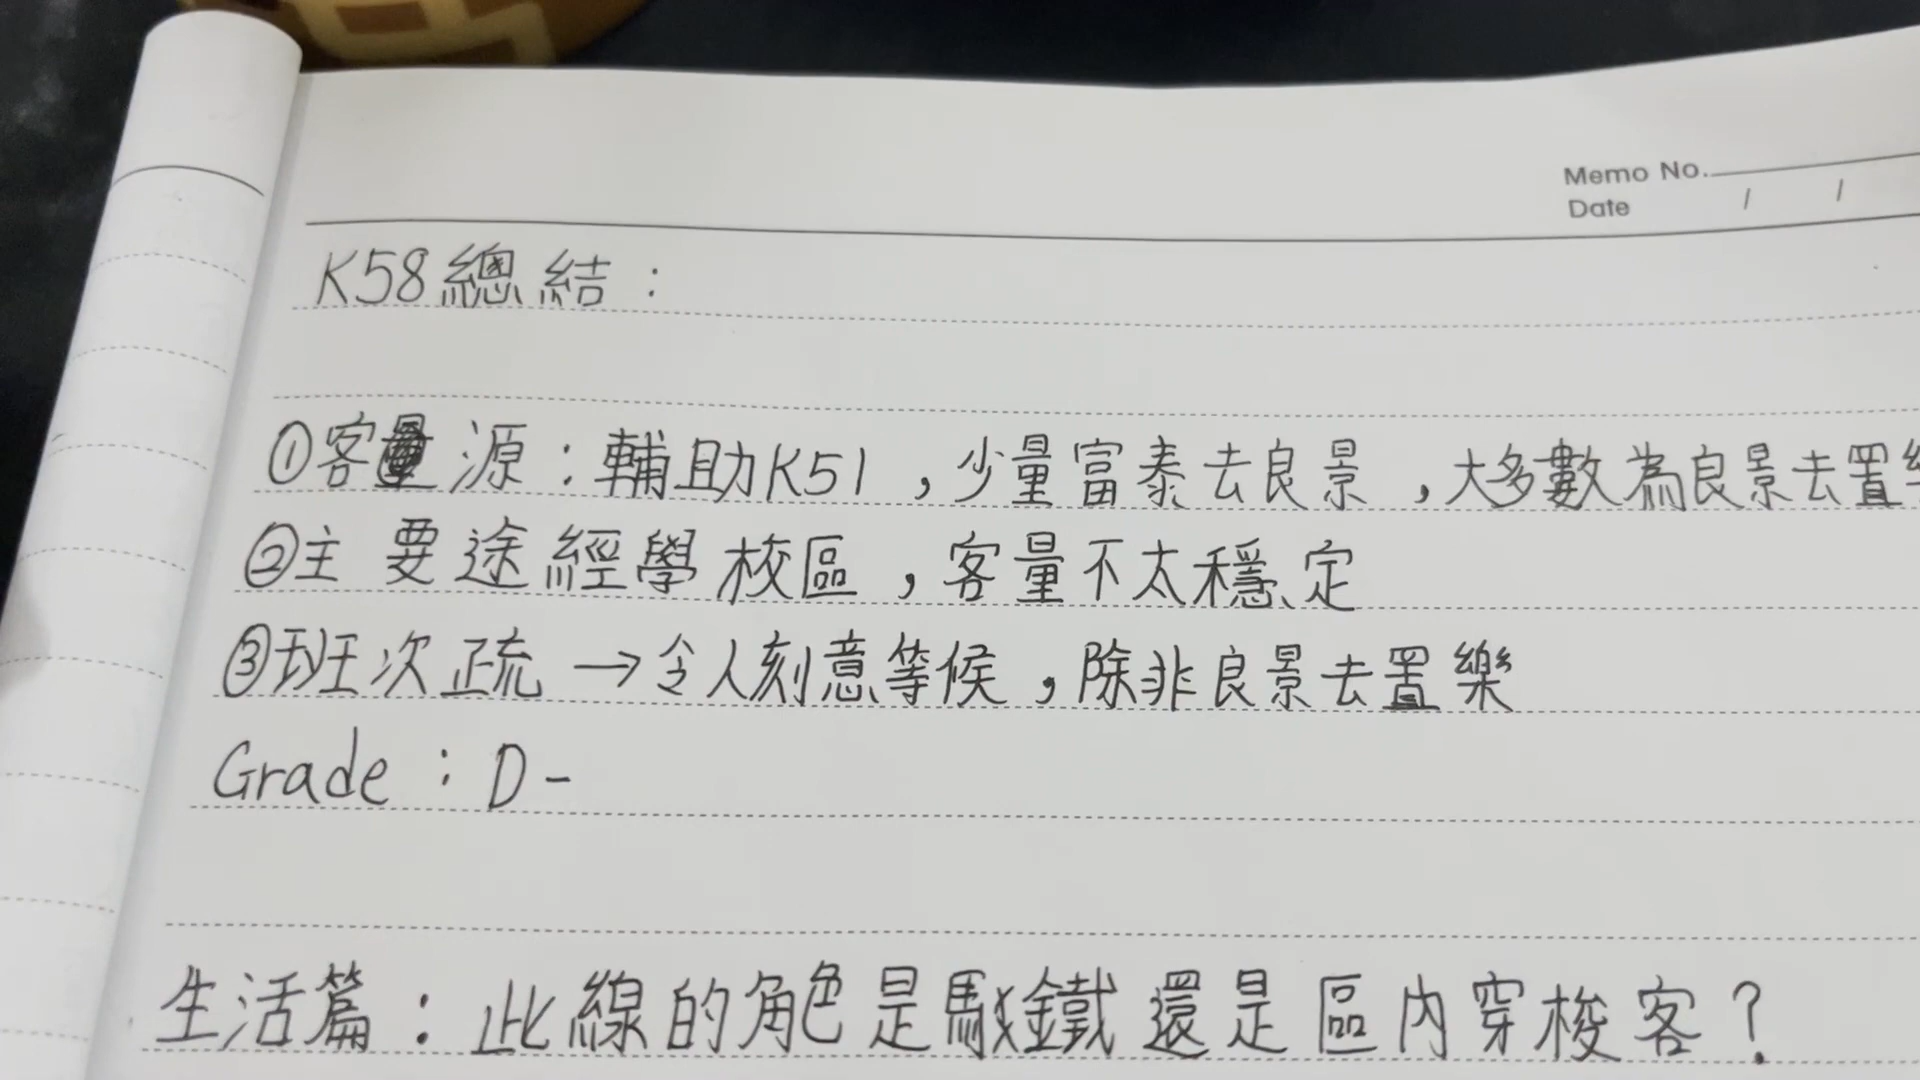 Memo No.
Date / /
K58總結：
①客源：輔助K51，少量富泰去良景，大多數為良景去置
②主要途經學校區，客量不太穩定
③班次疏→令人刻意等候，除非良景去置樂
Grade：D-
生活篇：此線的角色是駁鐵還是區內穿梭客？